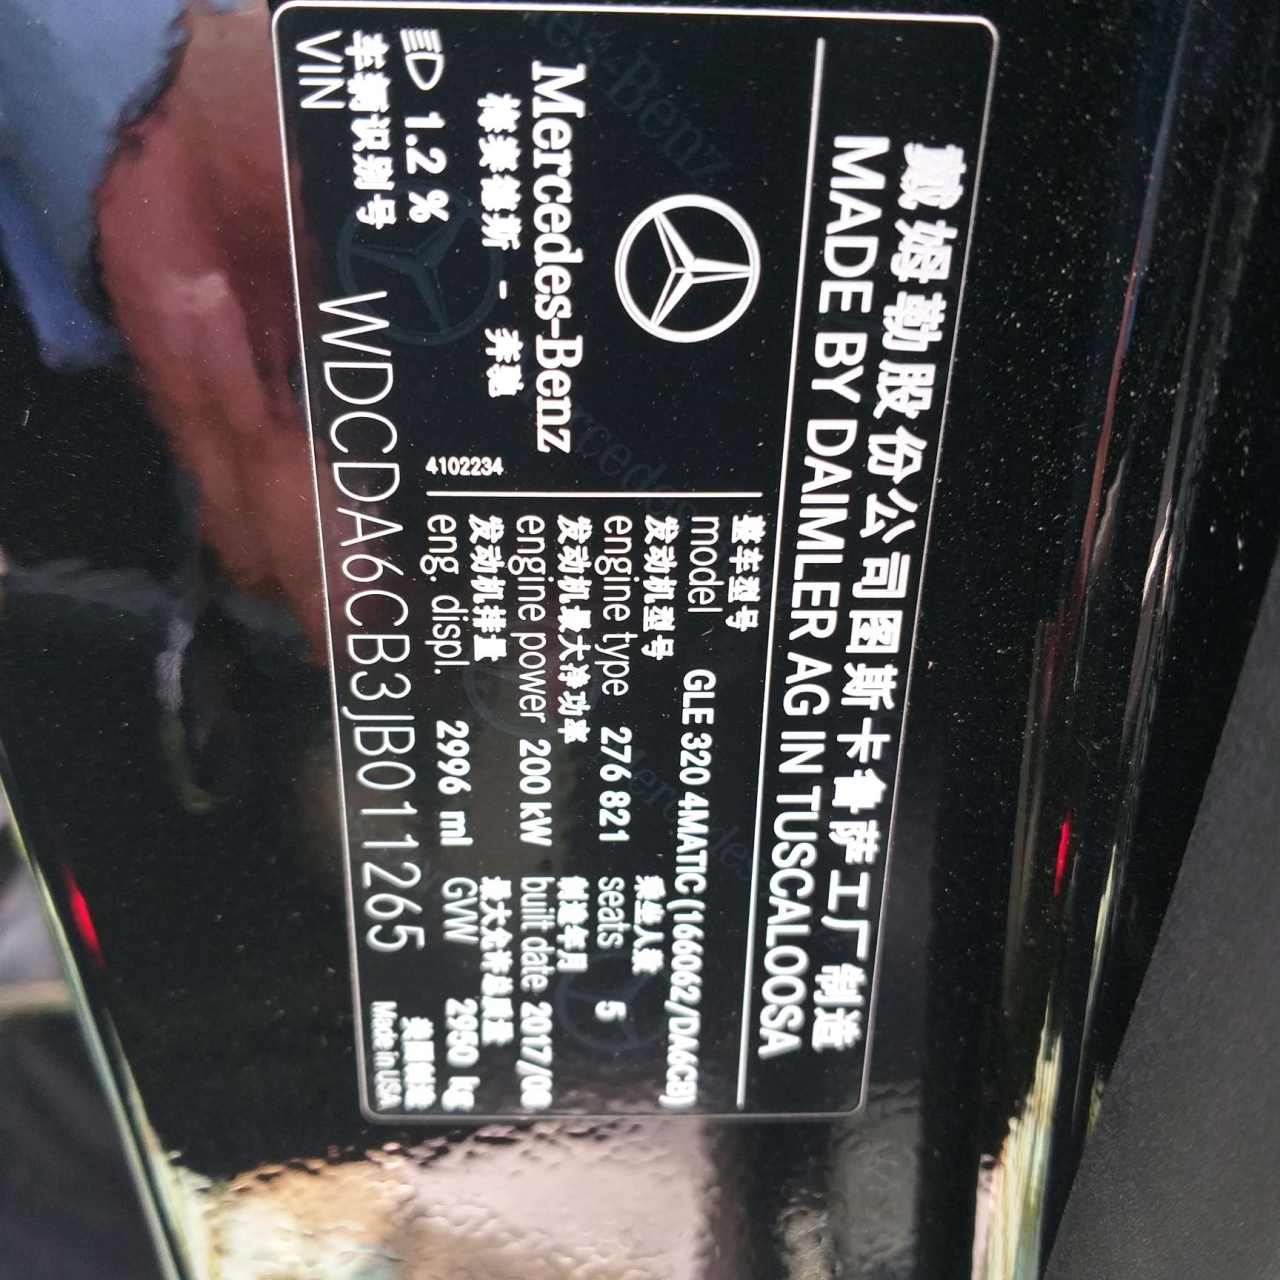 戴姆勒股份公司图斯卡鲁萨工厂制造
MADE BY DAIMLER AG IN TUSCALOOSA
Mercedes-Benz
梅赛德斯 - 奔驰
4102234
整车型号
model GLE 320 4MATIC (166062/DA6CB)
发动机型号 乘坐人数
engine type 276 821 seats 5
发动机最大净功率 制造年月
engine power 200 kW built date 2017/08
发动机排量 最大允许总质量
eng. displ. 2996 ml GVW 2950 kg
1.2 %
车辆识别号 美国制造
VIN WDCDA6CB3JB011265 Made in USA